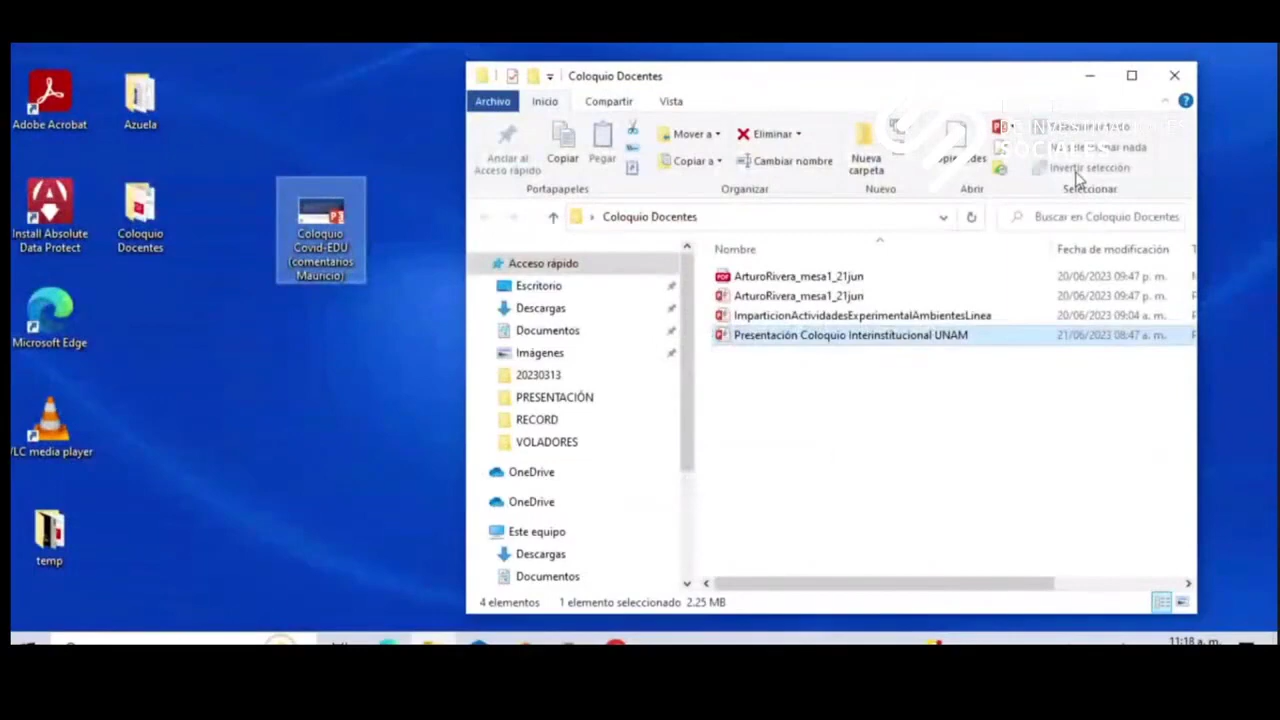 Adobe Acrobat
Azuela
Install Absolute
Data Protect
Coloquio
Docentes
Coloquio
Covid-EDU
(comentarios
Mauricio)
Microsoft Edge
VLC media player
temp
Coloquio Docentes
Archivo Inicio Compartir Vista
Anclar al
Acceso rápido
Copiar
Pegar
Portapapeles
Mover a
Copiar a
Eliminar
Cambiar nombre
Organizar
Nueva
carpeta
Nuevo
Abrir
Invertir selección
Seleccionar
SOCIALES
Coloquio Docentes
Buscar en Coloquio Docentes
Acceso rápido
Escritorio
Descargas
Documentos
Imágenes
20230313
PRESENTACIÓN
RECORD
VOLADORES
OneDrive
OneDrive
Este equipo
Descargas
Documentos
Nombre Fecha de modificación
ArturoRivera_mesa1_21jun 20/06/2023 09:47 p. m.
ArturoRivera_mesa1_21jun 20/06/2023 09:47 p. m.
ImparticionActividadesExperimentalAmbientesLinea 20/06/2023 09:04 a. m.
Presentación Coloquio Interinstitucional UNAM 21/06/2023 08:47 a. m.
4 elementos 1 elemento seleccionado 2.25 MB
11:18 a. m.